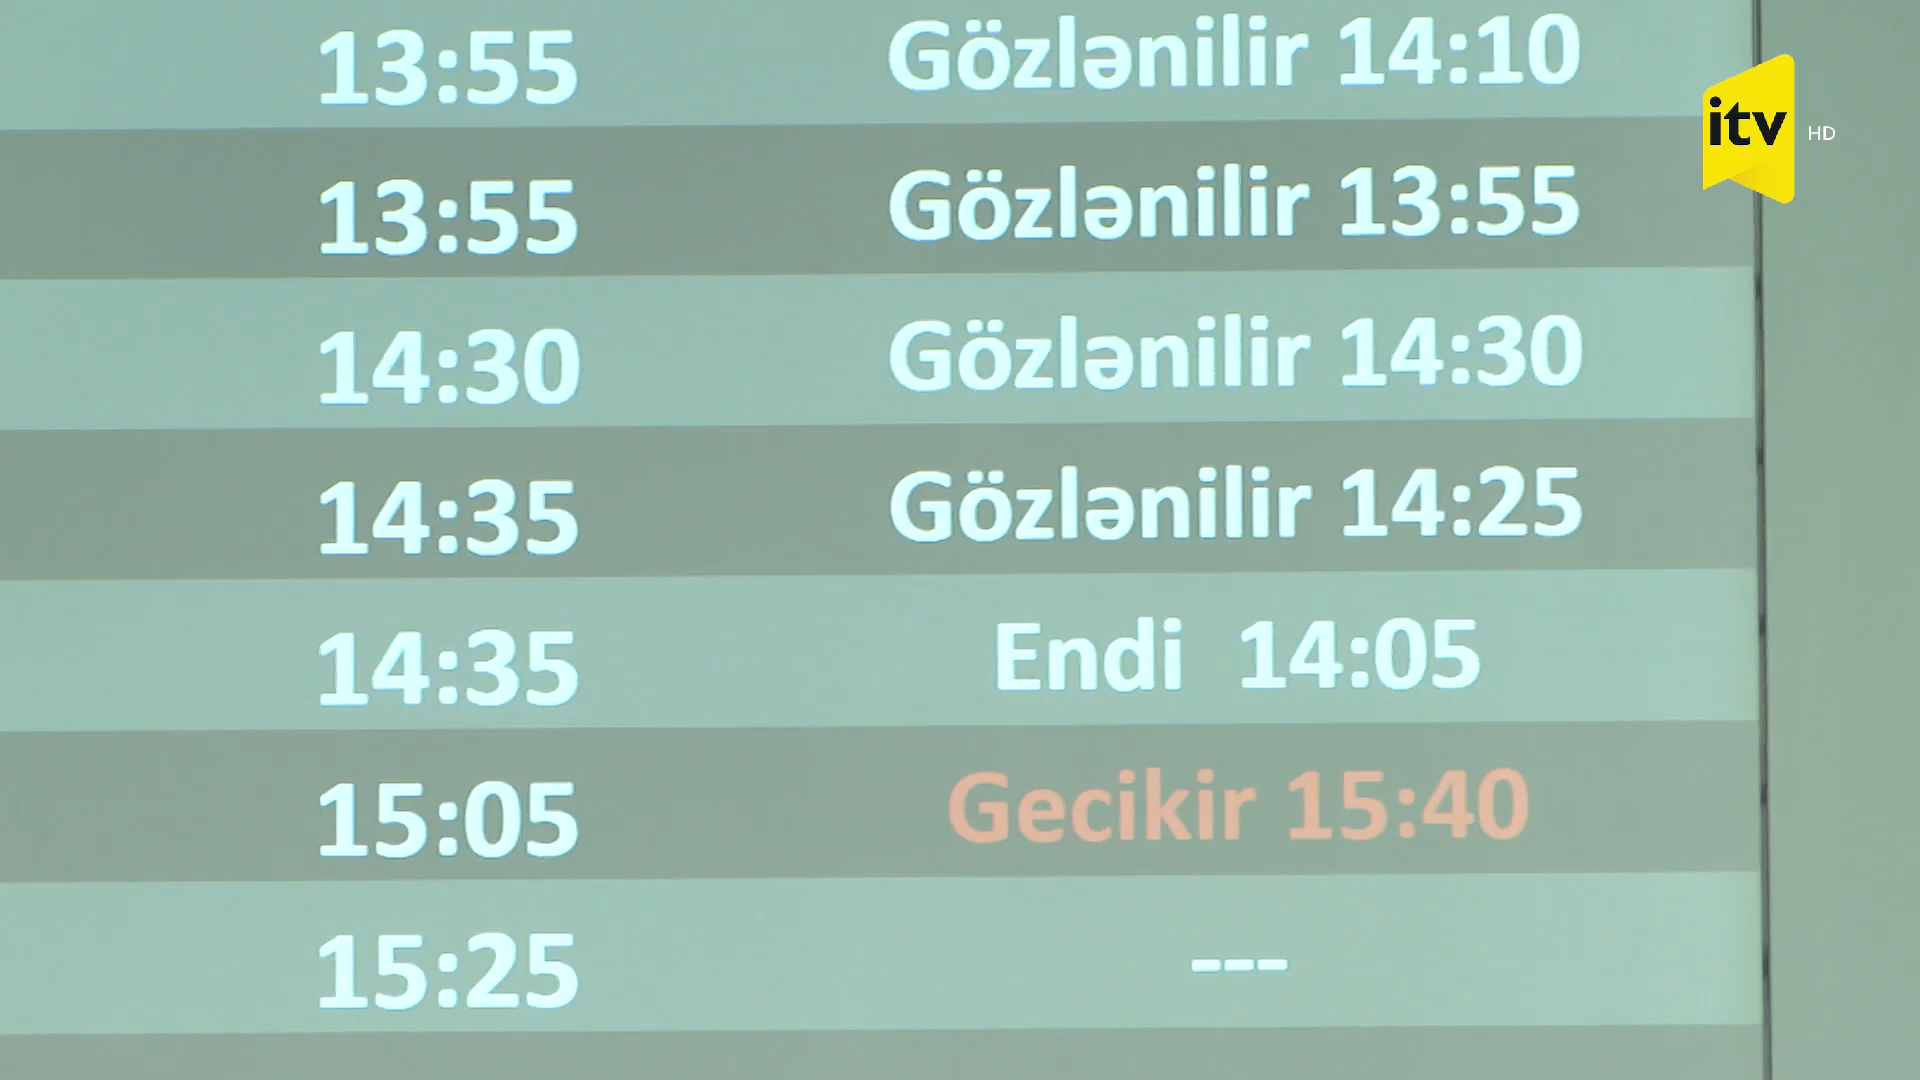 13:55 Gözlənilir 14:10
13:55 Gözlənilir 13:55
14:30 Gözlənilir 14:30
14:35 Gözlənilir 14:25
14:35 Endi 14:05
15:05 Gecikir 15:40
15:25 ---
itv HD